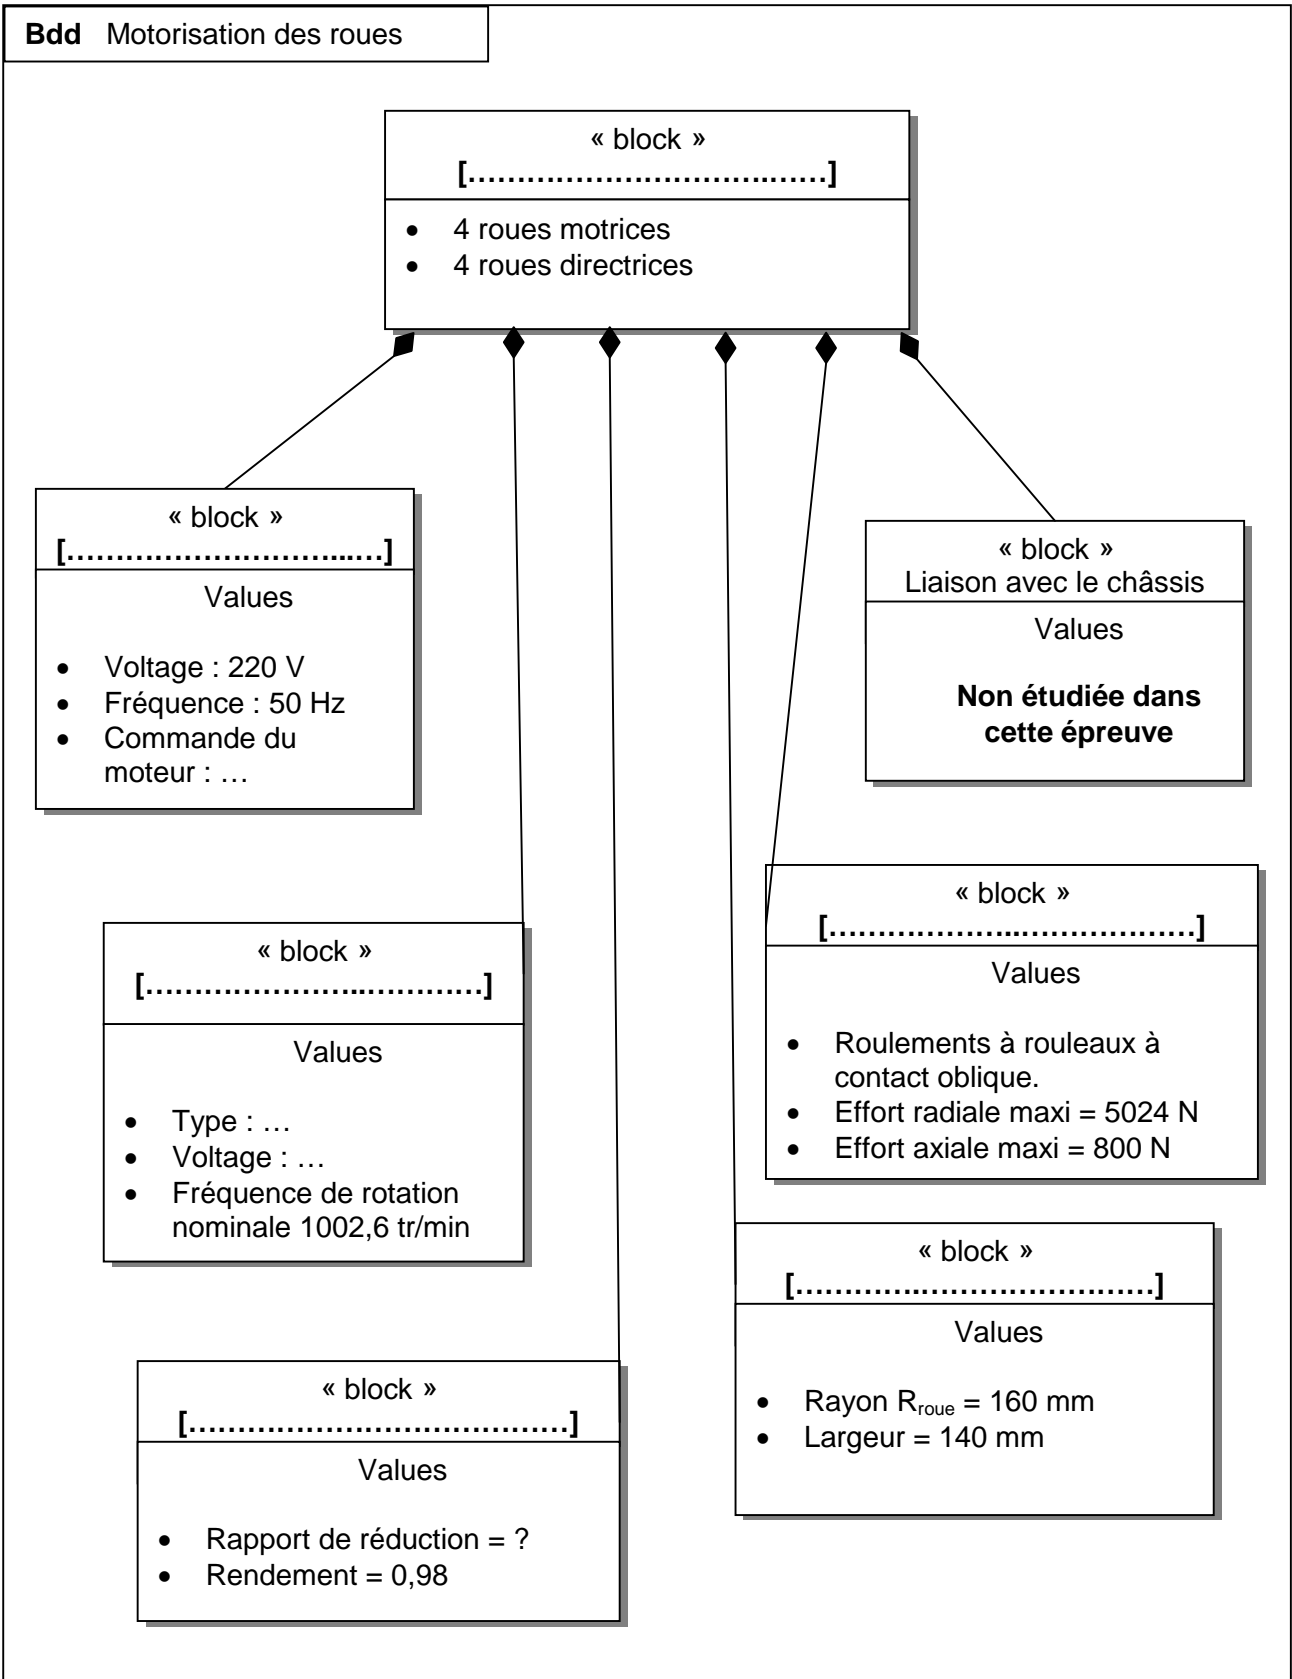 Bdd Motorisation des roues
« block »
[……………………………..……]
• 4 roues motrices
• 4 roues directrices
« block »
[………………………...…]
Values
• Voltage : 220 V
• Fréquence : 50 Hz
• Commande du
moteur : …
« block »
Liaison avec le châssis
Values
Non étudiée dans
cette épreuve
« block »
[………………...………………]
Values
• Roulements à rouleaux à
contact oblique.
• Effort radiale maxi = 5024 N
• Effort axiale maxi = 800 N
« block »
[…………………..…………]
Values
• Type : …
• Voltage : …
• Fréquence de rotation
nominale 1002,6 tr/min
« block »
[…………..……………………]
Values
• Rayon Rroue = 160 mm
• Largeur = 140 mm
« block »
[…………………………………]
Values
• Rapport de réduction = ?
• Rendement = 0,98